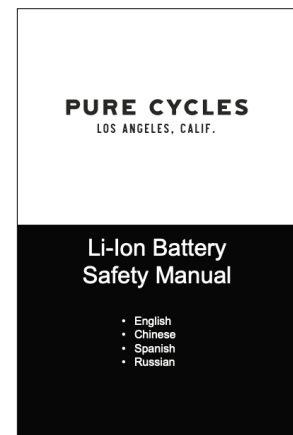 PURE CYCLES
LOS ANGELES, CALIF.
Li-Ion Battery
Safety Manual
• English
• Chinese
• Spanish
• Russian